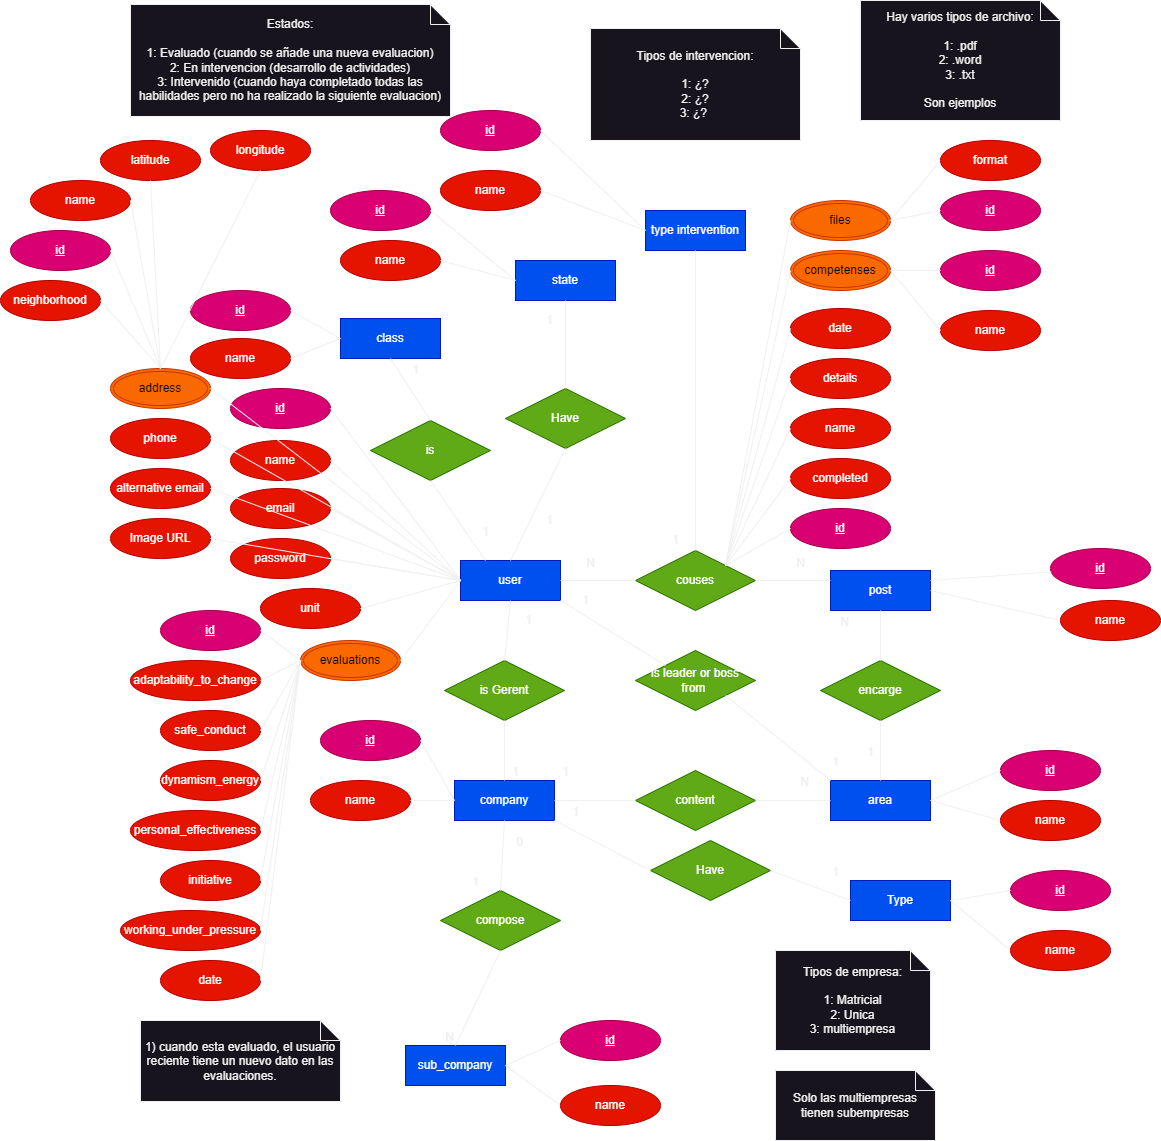 Estados:
1: Evaluado (cuando se añade una nueva evaluacion)
2: En intervencion (desarrollo de actividades)
3: Intervenido (cuando haya completado todas las
habilidades pero no ha realizado la siguiente evaluacion)
Tipos de intervencion:
1: ¿?
2: ¿?
3: ¿?
Hay varios tipos de archivo:
1: .pdf
2: .word
3: .txt
Son ejemplos
id
name
type intervention
id
name
state
1
latitude
longitude
name
id
neighborhood
address
id
name
class
1
files
format
id
competenses
id
name
date
details
name
completed
id
Have
is
id
name
email
password
unit
phone
alternative email
Image URL
1
1
1
user
N
couses
N
post
id
name
1
1
N
is Gerent
is leader or boss
from
encarge
evaluations
id
adaptability_to_change
safe_conduct
dynamism_energy
personal_effectiveness
initiative
working_under_pressure
date
id
name
1
1
company
1
0
content
N
1
1
area
id
name
Have
1
Type
id
name
1
compose
N
sub_company
id
name
Tipos de empresa:
1: Matricial
2: Unica
3: multiempresa
Solo las multiempresas
tienen subempresas
1) cuando esta evaluado, el usuario
reciente tiene un nuevo dato en las
evaluaciones.